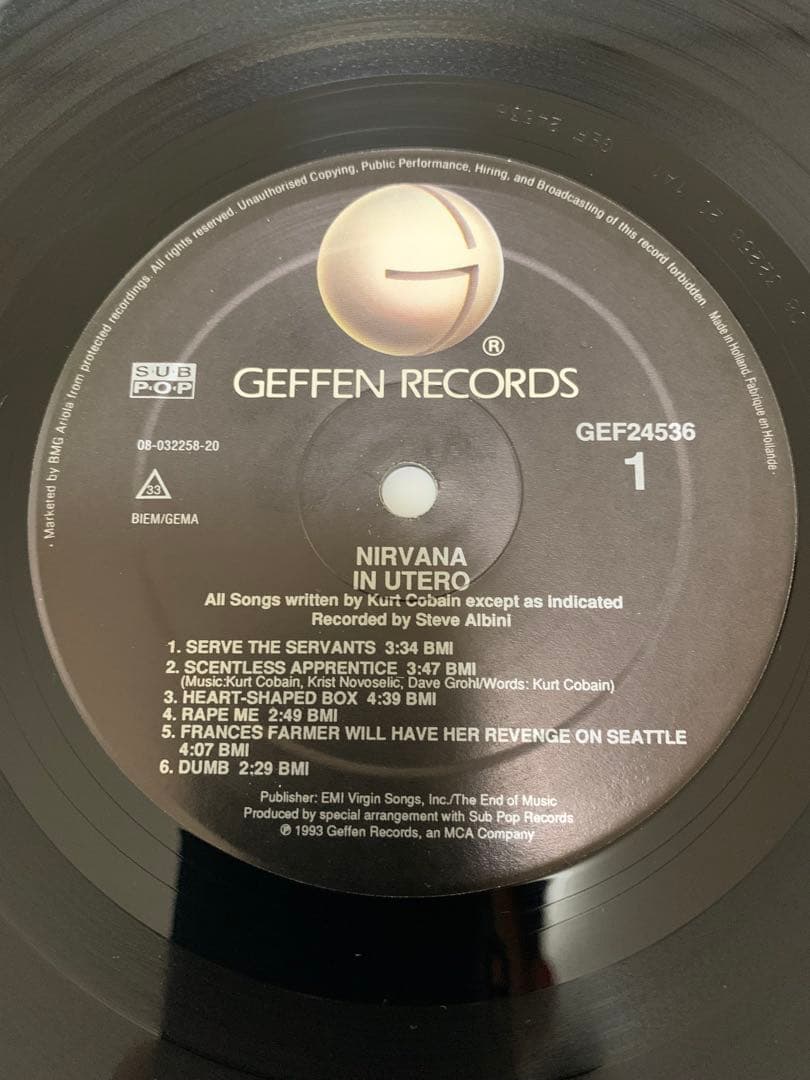 · Marketed by BMG Ariola from protected recordings. All rights reserved. Unauthorised Copying, Public Performance, Hiring, and Broadcasting of this record forbidden. Made in Holland. Fabriqué en Hollande ·
®
SUB
POP
GEFFEN RECORDS
08-032258-20
GEF24536
1
33
BIEM/GEMA
NIRVANA
IN UTERO
All Songs written by Kurt Cobain except as indicated
Recorded by Steve Albini
1. SERVE THE SERVANTS 3:34 BMI
2. SCENTLESS APPRENTICE 3:47 BMI
(Music:Kurt Cobain, Krist Novoselic, Dave Grohl/Words: Kurt Cobain)
3. HEART-SHAPED BOX 4:39 BMI
4. RAPE ME 2:49 BMI
5. FRANCES FARMER WILL HAVE HER REVENGE ON SEATTLE
4:07 BMI
6. DUMB 2:29 BMI
Publisher: EMI Virgin Songs, Inc./The End of Music
Produced by special arrangement with Sub Pop Records
℗ 1993 Geffen Records, an MCA Company